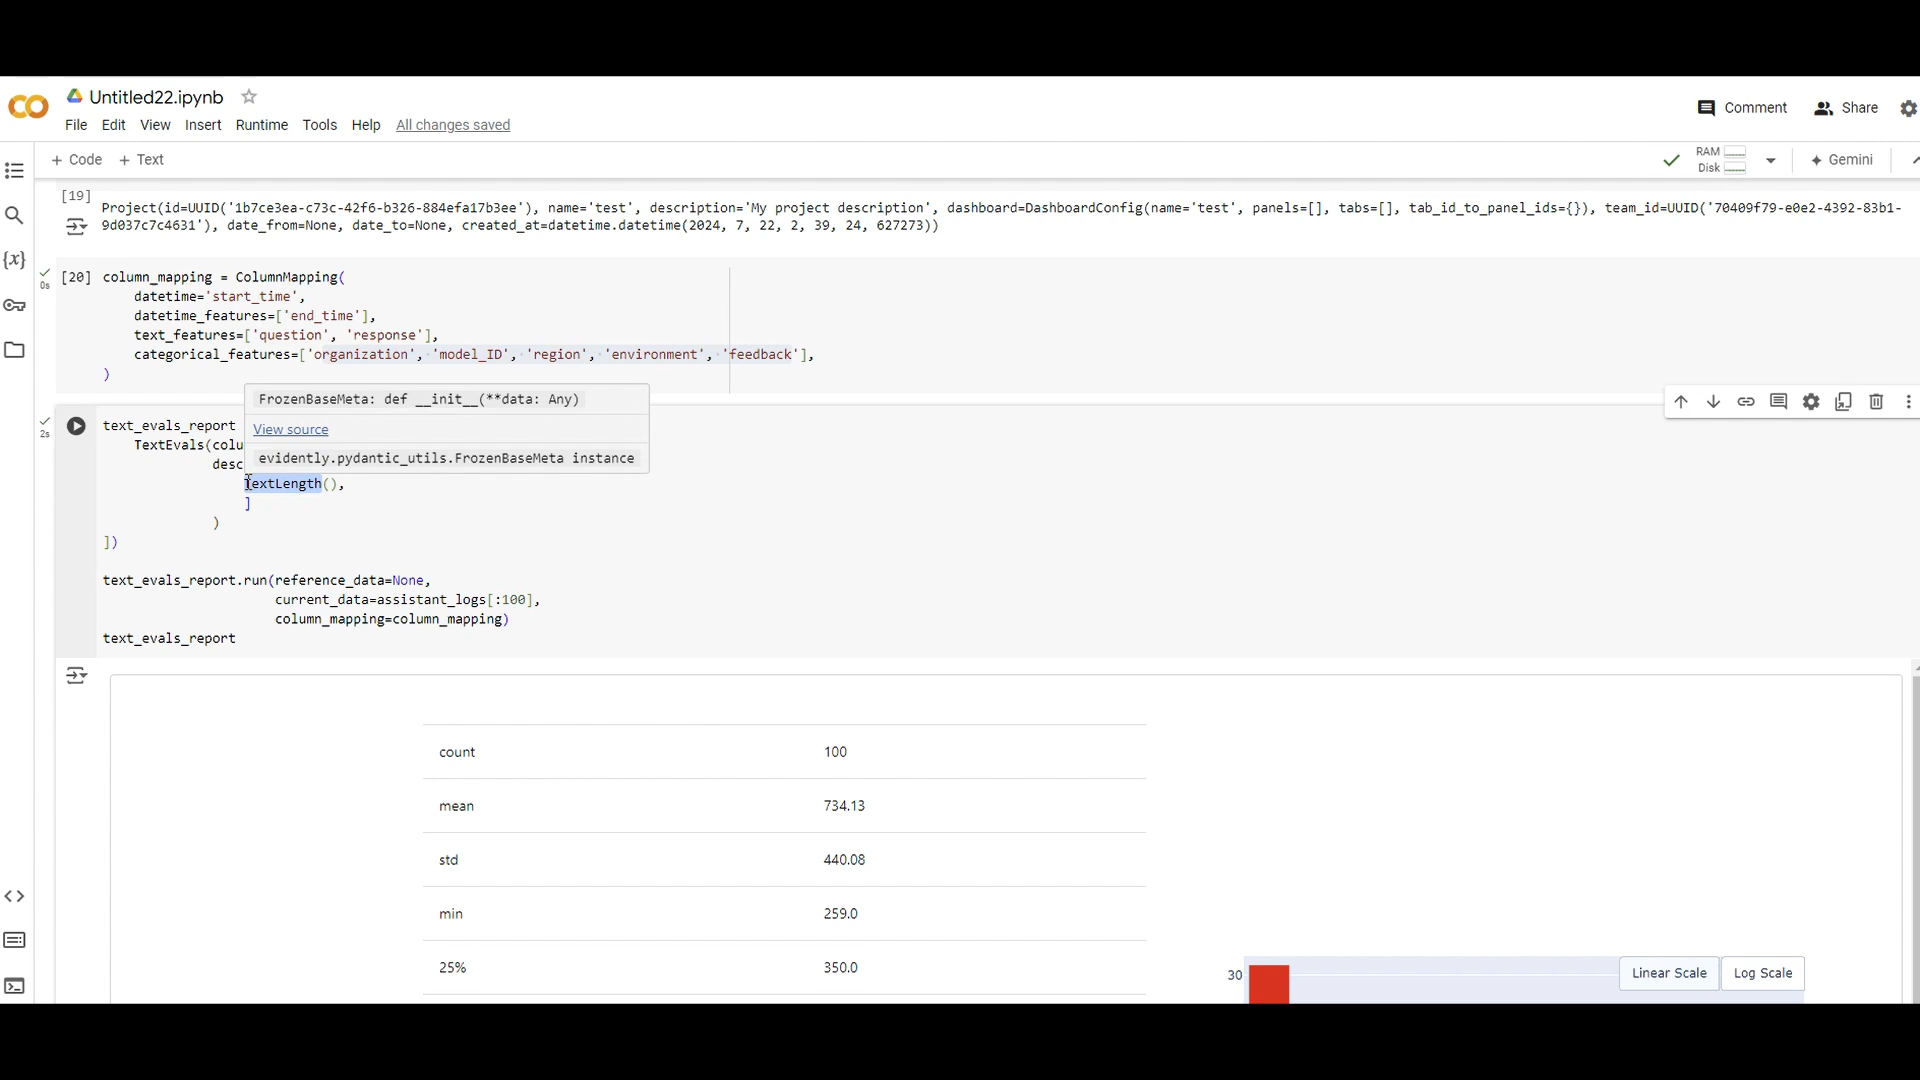 Untitled22.ipynb
Comment
Share
File Edit View Insert Runtime Tools Help All changes saved
+ Code + Text
RAM
Disk
Gemini
[19]
Project(id=UUID('1b7ce3ea-c73c-42f6-b326-884efa17b3ee'), name='test', description='My project description', dashboard=DashboardConfig(name='test', panels=[], tabs=[], tab_id_to_panel_ids={}), team_id=UUID('70409f79-e0e2-4392-83b1-
9d037c7c4631'), date_from=None, date_to=None, created_at=datetime.datetime(2024, 7, 22, 2, 39, 24, 627273))
{x}
0s
[20] column_mapping = ColumnMapping(
datetime='start_time',
datetime_features=['end_time'],
text_features=['question', 'response'],
categorical_features=['organization', 'model_ID', 'region', 'environment', 'feedback'],
)
FrozenBaseMeta: def __init__(**data: Any)
View source
evidently.pydantic_utils.FrozenBaseMeta instance
2s
text_evals_report
TextEvals(colu
desc
TextLength(),
]
)
])
text_evals_report.run(reference_data=None,
current_data=assistant_logs[:100],
column_mapping=column_mapping)
text_evals_report
count 100
mean 734.13
std 440.08
min 259.0
25% 350.0
30
Linear Scale Log Scale